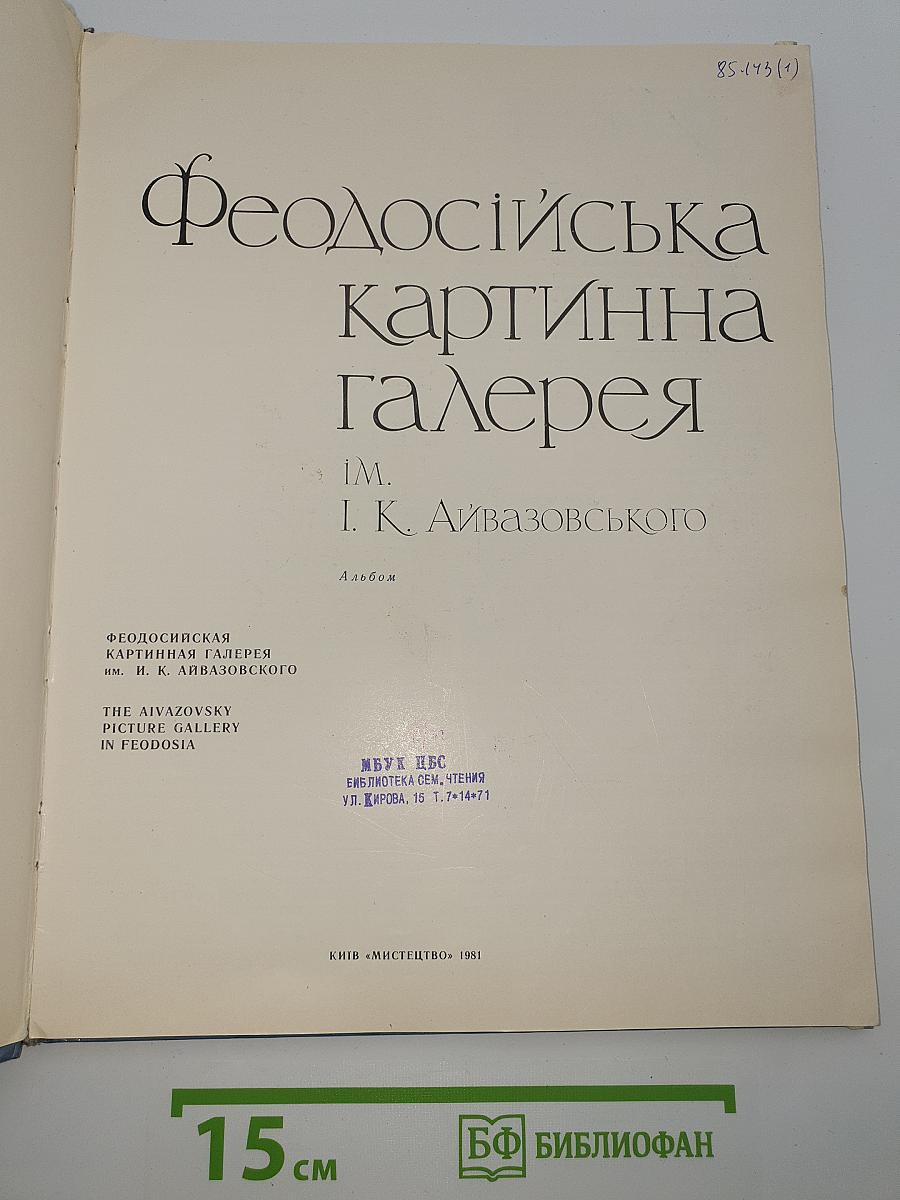 85.143(1)
Феодосійська
картинна
галерея
ім.
І. К. Айвазовського
Альбом
ФЕОДОСИЙСКАЯ
КАРТИННАЯ ГАЛЕРЕЯ
им. И. К. АЙВАЗОВСКОГО
THE AIVAZOVSKY
PICTURE GALLERY
IN FEODOSIA
МБУК ЦБС
БИБЛИОТЕКА СЕМ. ЧТЕНИЯ
УЛ. КИРОВА, 15 Т.7*14*71
КИЇВ «МИСТЕЦТВО» 1981
15 см
БФ БИБЛИОФАН